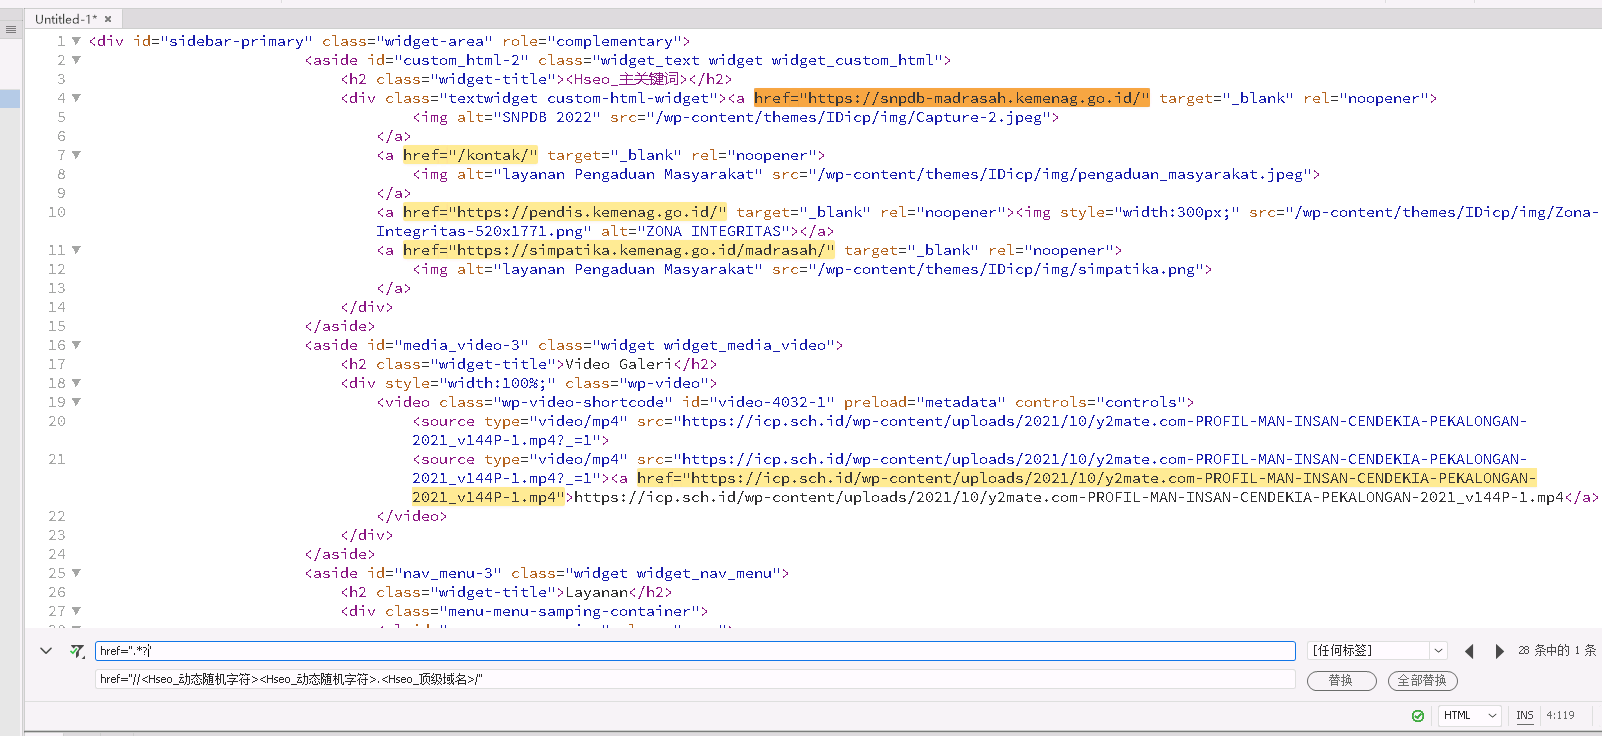 Untitled-1*
1 <div id="sidebar-primary" class="widget-area" role="complementary">
2 <aside id="custom_html-2" class="widget_text widget widget_custom_html">
3 <h2 class="widget-title"><Hseo_主关键词></h2>
4 <div class="textwidget custom-html-widget"><a href="https://snpdb-madrasah.kemenag.go.id/" target="_blank" rel="noopener">
5 <img alt="SNPDB 2022" src="/wp-content/themes/IDicp/img/Capture-2.jpeg">
6 </a>
7 <a href="/kontak/" target="_blank" rel="noopener">
8 <img alt="layanan Pengaduan Masyarakat" src="/wp-content/themes/IDicp/img/pengaduan_masyarakat.jpeg">
9 </a>
10 <a href="https://pendis.kemenag.go.id/" target="_blank" rel="noopener"><img style="width:300px;" src="/wp-content/themes/IDicp/img/Zona-
Integritas-520x1771.png" alt="ZONA INTEGRITAS"></a>
11 <a href="https://simpatika.kemenag.go.id/madrasah/" target="_blank" rel="noopener">
12 <img alt="layanan Pengaduan Masyarakat" src="/wp-content/themes/IDicp/img/simpatika.png">
13 </a>
14 </div>
15 </aside>
16 <aside id="media_video-3" class="widget widget_media_video">
17 <h2 class="widget-title">Video Galeri</h2>
18 <div style="width:100%;" class="wp-video">
19 <video class="wp-video-shortcode" id="video-4032-1" preload="metadata" controls="controls">
20 <source type="video/mp4" src="https://icp.sch.id/wp-content/uploads/2021/10/y2mate.com-PROFIL-MAN-INSAN-CENDEKIA-PEKALONGAN-
2021_v144P-1.mp4?_=1">
21 <source type="video/mp4" src="https://icp.sch.id/wp-content/uploads/2021/10/y2mate.com-PROFIL-MAN-INSAN-CENDEKIA-PEKALONGAN-
2021_v144P-1.mp4?_=1"><a href="https://icp.sch.id/wp-content/uploads/2021/10/y2mate.com-PROFIL-MAN-INSAN-CENDEKIA-PEKALONGAN-
2021_v144P-1.mp4">https://icp.sch.id/wp-content/uploads/2021/10/y2mate.com-PROFIL-MAN-INSAN-CENDEKIA-PEKALONGAN-2021_v144P-1.mp4</a>
22 </video>
23 </div>
24 </aside>
25 <aside id="nav_menu-3" class="widget widget_nav_menu">
26 <h2 class="widget-title">Layanan</h2>
27 <div class="menu-menu-samping-container">
href=".*?" [任何标签] 28 条中的 1 条
href="//<Hseo_动态随机字符><Hseo_动态随机字符>.<Hseo_顶级域名>/" 替换 全部替换
HTML INS 4:119